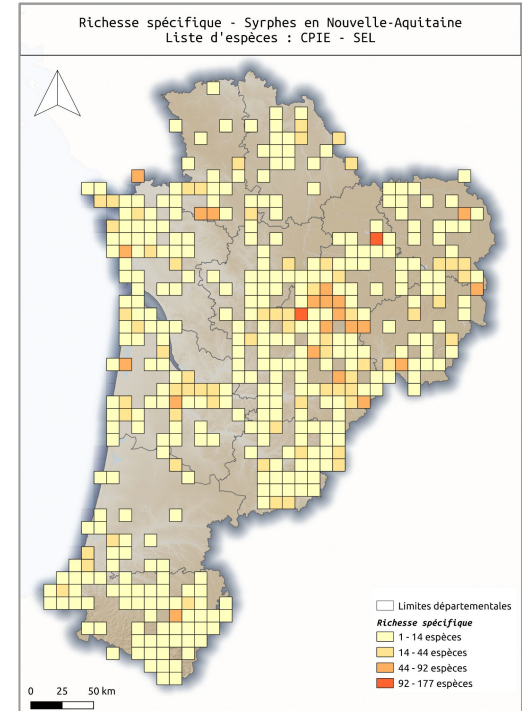 Richesse spécifique - Syrphes en Nouvelle-Aquitaine
Liste d'espèces : CPIE - SEL
Limites départementales
Richesse spécifique
1 - 14 espèces
14 - 44 espèces
44 - 92 espèces
92 - 177 espèces
0 25 50 km